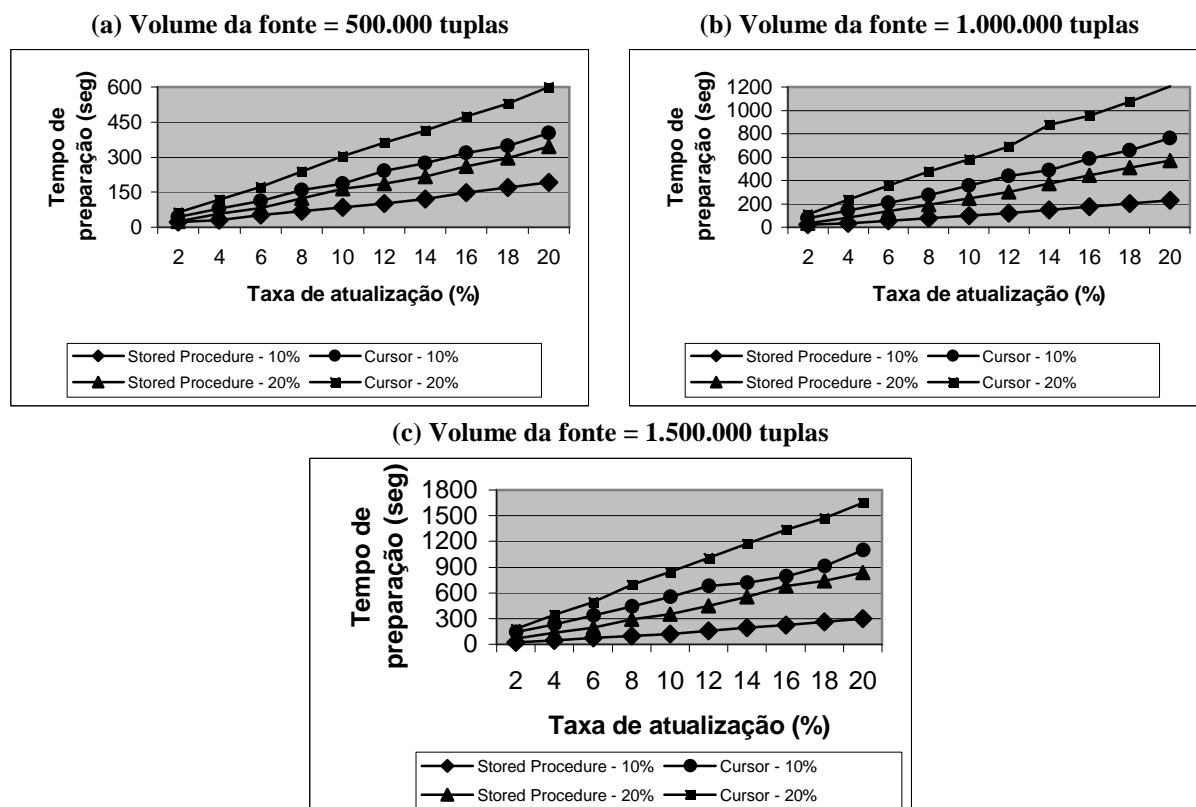 (a) Volume da fonte = 500.000 tuplas
Tempo de
preparação (seg)
600
450
300
150
0
2 4 6 8 10 12 14 16 18 20
Taxa de atualização (%)
Stored Procedure - 10% Cursor - 10%
Stored Procedure - 20% Cursor - 20%
(b) Volume da fonte = 1.000.000 tuplas
Tempo de
preparação (seg)
1200
1000
800
600
400
200
0
2 4 6 8 10 12 14 16 18 20
Taxa de atualização (%)
Stored Procedure - 10% Cursor - 10%
Stored Procedure - 20% Cursor - 20%
(c) Volume da fonte = 1.500.000 tuplas
Tempo de
preparação (seg)
1800
1500
1200
900
600
300
0
2 4 6 8 10 12 14 16 18 20
Taxa de atualização (%)
Stored Procedure - 10% Cursor - 10%
Stored Procedure - 20% Cursor - 20%